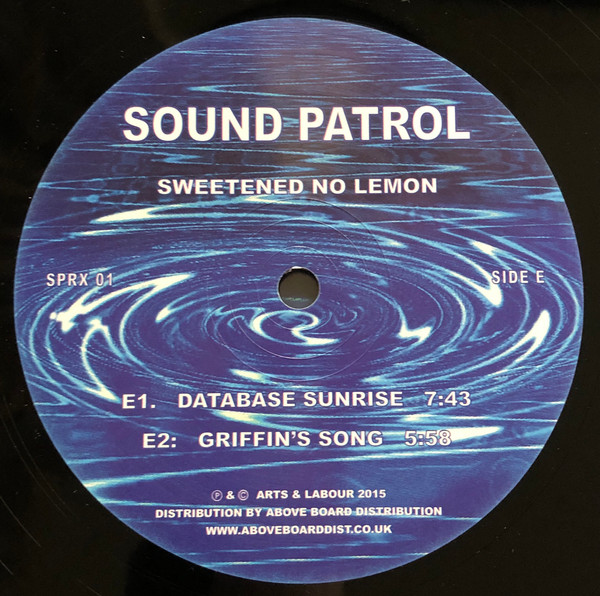 SOUND PATROL
SWEETENED NO LEMON
SPRX 01
SIDE E
E1. DATABASE SUNRISE 7:43
E2: GRIFFIN'S SONG 5:58
Ⓟ & © ARTS & LABOUR 2015
DISTRIBUTION BY ABOVE BOARD DISTRIBUTION
WWW.ABOVEBOARDDIST.CO.UK